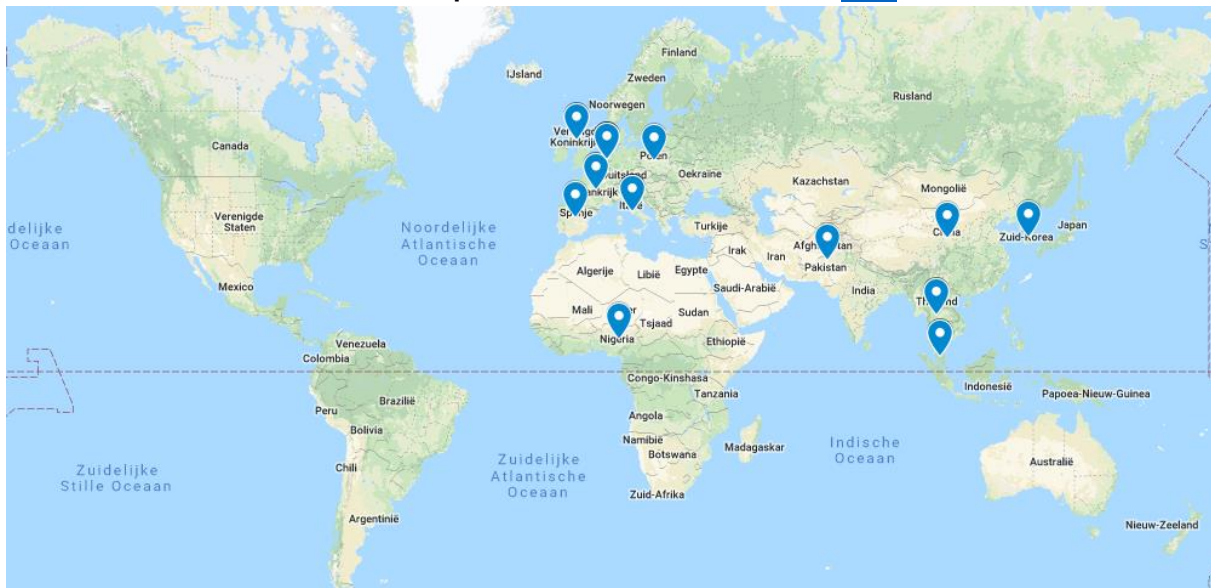 Finland
IJsland
Zweden
Noorwegen
Rusland
Koninkrijk
Canada
Oekraïne
Kazachstan
Mongolië
Verenigde
Staten
Noordelijke
Atlantische
Oceaan
delijke
Oceaan
Turkije
Zuid-Korea
Japan
Irak
Iran
Afghanistan
Pakistan
Algerije
Libië
Egypte
Saudi-Arabië
India
Mexico
Mali
Tsjaad
Sudan
Nigeria
Ethiopië
Venezuela
Colombia
Congo-Kinshasa
Tanzania
Indonesië
Papoea-Nieuw-Guinea
Peru
Brazilië
Angola
Bolivia
Namibië
Botswana
Madagaskar
Indische
Oceaan
Zuidelijke
Stille Oceaan
Chili
Zuidelijke
Atlantische
Oceaan
Zuid-Afrika
Australië
Argentinië
Nieuw-Zeeland